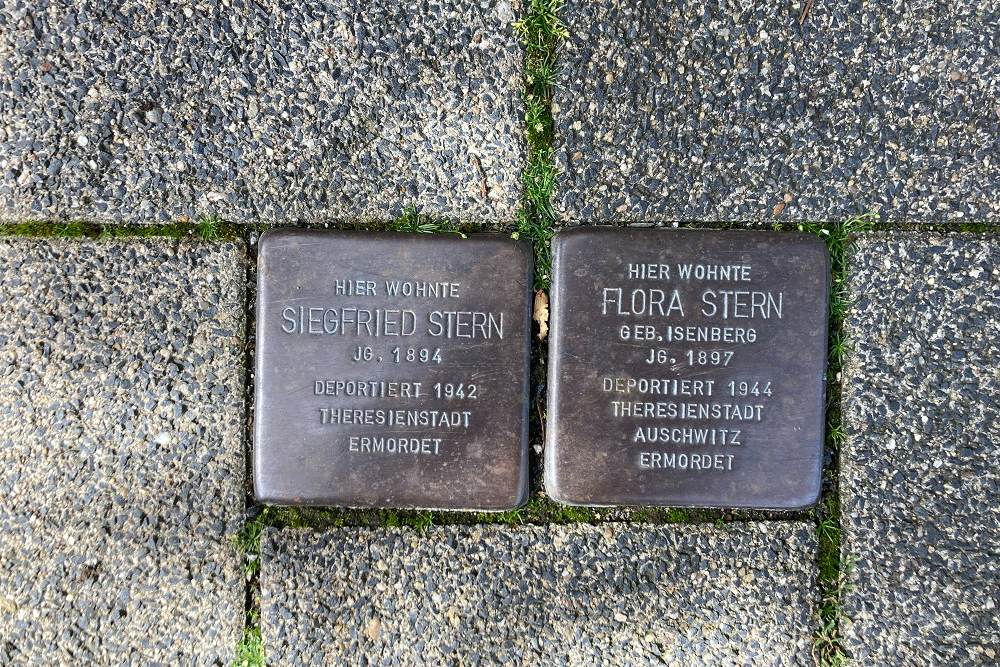 HIER WOHNTE
SIEGFRIED STERN
JG. 1894
DEPORTIERT 1942
THERESIENSTADT
ERMORDET
HIER WOHNTE
FLORA STERN
GEB. ISENBERG
JG. 1897
DEPORTIERT 1944
THERESIENSTADT
AUSCHWITZ
ERMORDET